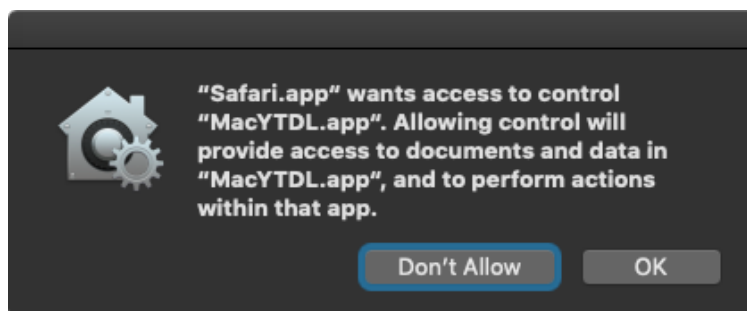 “Safari.app” wants access to control
“MacYTDL.app”. Allowing control will
provide access to documents and data in
“MacYTDL.app”, and to perform actions
within that app.
Don’t Allow
OK